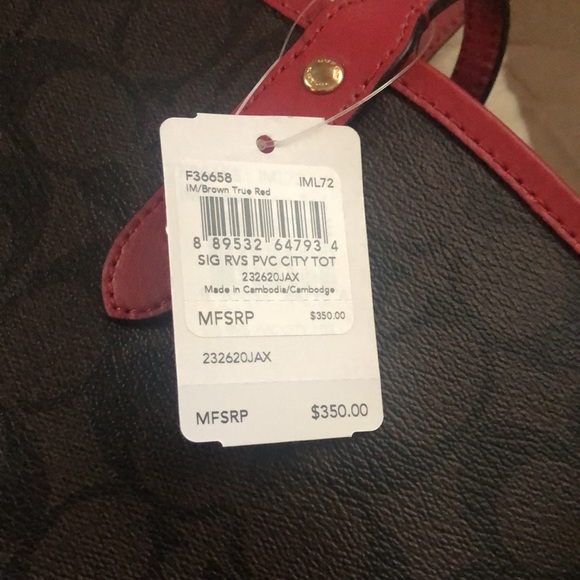 F36658 IML72
IM/Brown True Red
8 89532 64793 4
SIG RVS PVC CITY TOT
232620JAX
Made in Cambodia/Cambodge
MFSRP $350.00
232620JAX
MFSRP $350.00